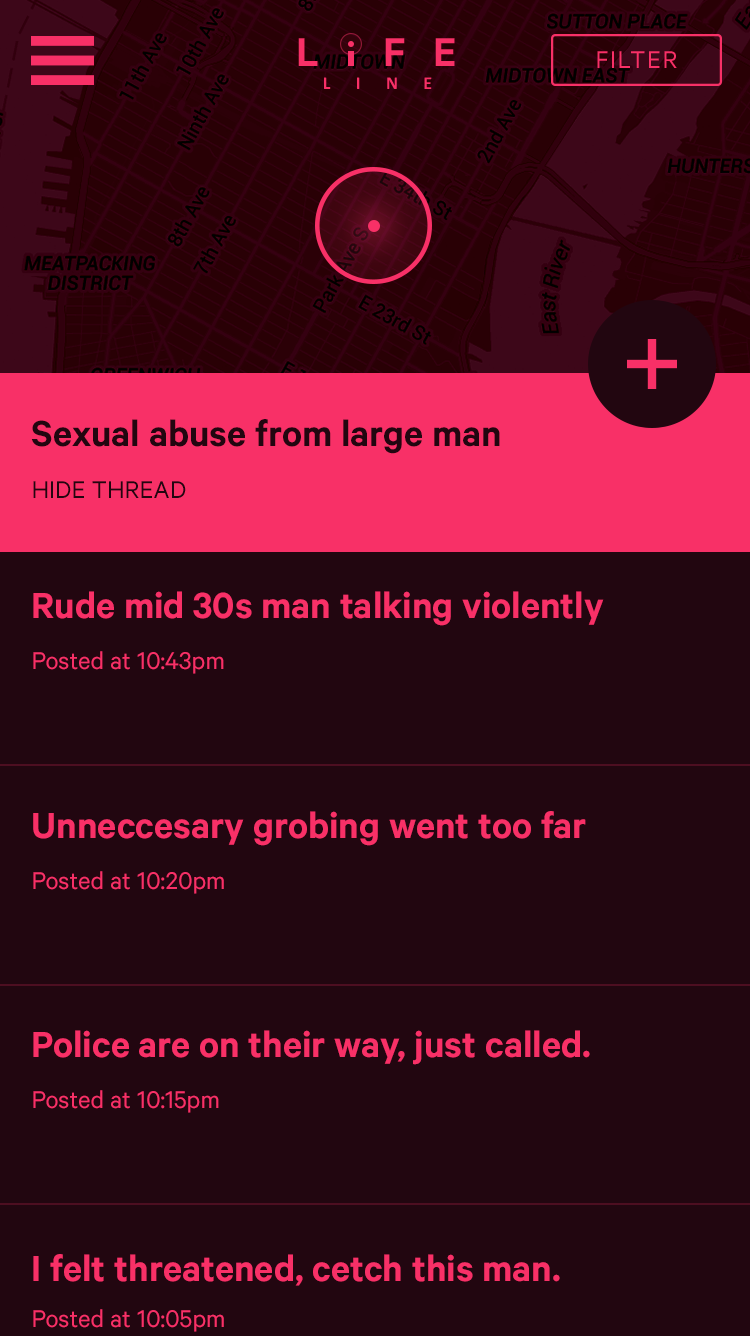 SUTTON PLACE
11th Ave
10th Ave
LiFE
LINE
MIDTOWN
MIDTOWN EAST
FILTER
Ninth Ave
2nd Ave
HUNTERS
E 34th St
8th Ave
7th Ave
Park Ave S
MEATPACKING
DISTRICT
East River
E 23rd St
GREENWICH
Sexual abuse from large man
HIDE THREAD
Rude mid 30s man talking violently
Posted at 10:43pm
Unneccesary grobing went too far
Posted at 10:20pm
Police are on their way, just called.
Posted at 10:15pm
I felt threatened, cetch this man.
Posted at 10:05pm